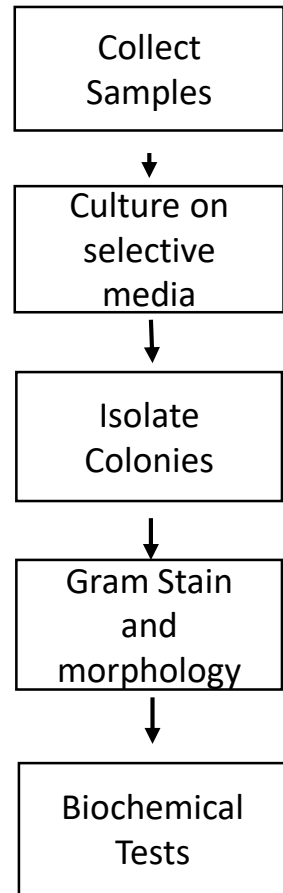 Collect
Samples
Culture on
selective
media
Isolate
Colonies
Gram Stain
and
morphology
Biochemical
Tests